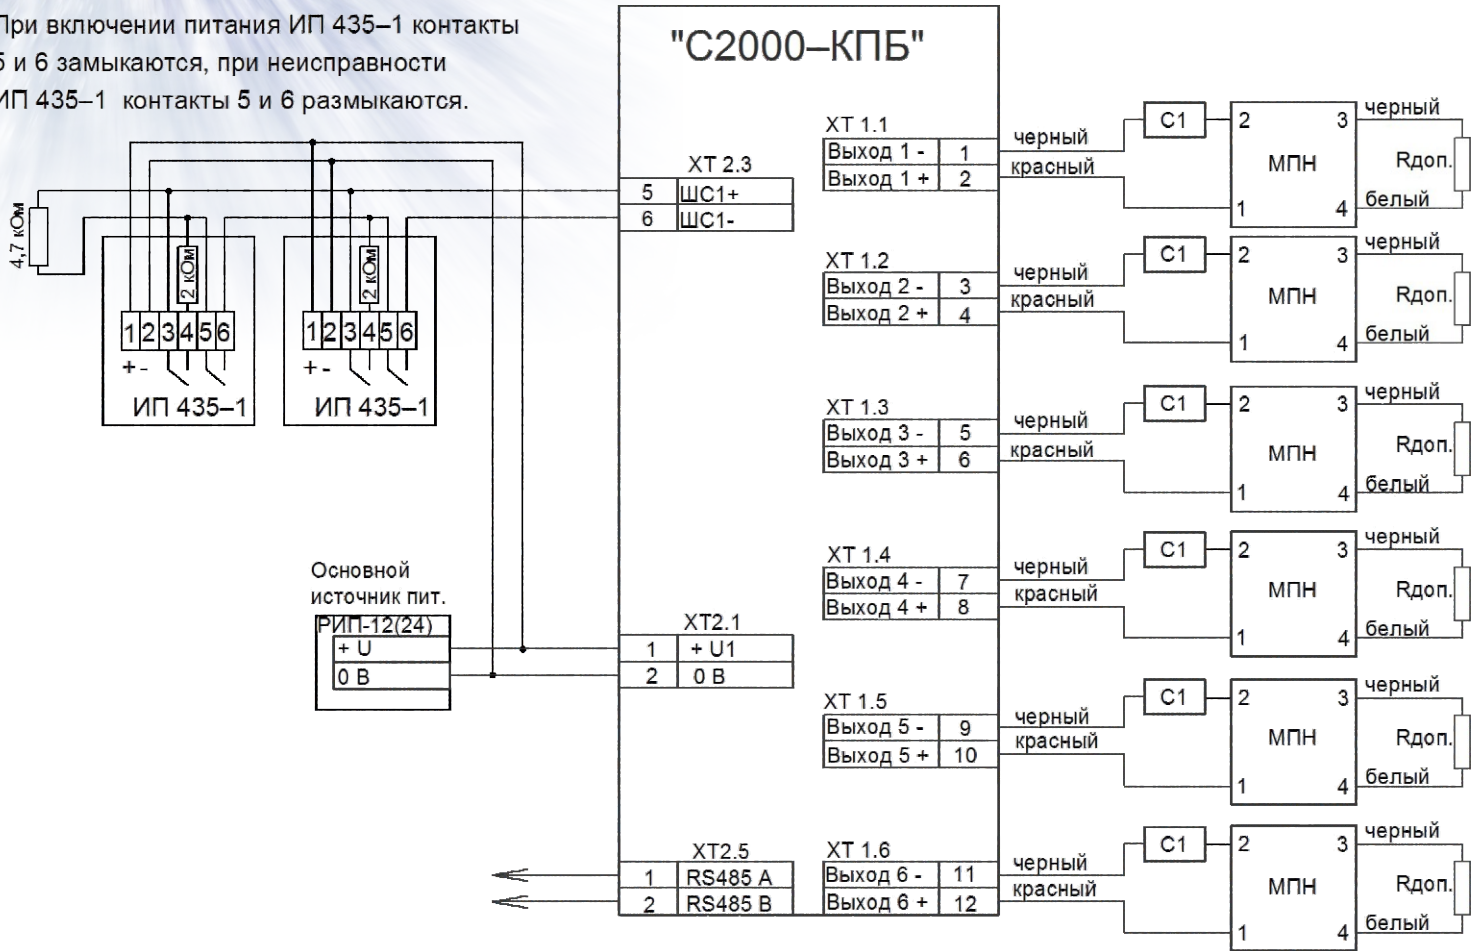 При включении питания ИП 435–1 контакты
5 и 6 замыкаются, при неисправности
ИП 435–1 контакты 5 и 6 размыкаются.
"С2000–КПБ"
4,7 кОм
2 кОм
1 2 3 4 5 6
+ -
ИП 435–1
2 кОм
1 2 3 4 5 6
+ -
ИП 435–1
ХТ 2.3
5 ШС1+
6 ШС1-
Основной
источник пит.
РИП-12(24)
+ U
0 В
ХТ2.1
1 + U1
2 0 В
ХТ2.5
1 RS485 A
2 RS485 B
ХТ 1.1
Выход 1 - 1
Выход 1 + 2
черный
красный
С1
2 3
МПН
1 4
черный
Rдоп.
белый
ХТ 1.2
Выход 2 - 3
Выход 2 + 4
черный
красный
С1
2 3
МПН
1 4
черный
Rдоп.
белый
ХТ 1.3
Выход 3 - 5
Выход 3 + 6
черный
красный
С1
2 3
МПН
1 4
черный
Rдоп.
белый
ХТ 1.4
Выход 4 - 7
Выход 4 + 8
черный
красный
С1
2 3
МПН
1 4
черный
Rдоп.
белый
ХТ 1.5
Выход 5 - 9
Выход 5 + 10
черный
красный
С1
2 3
МПН
1 4
черный
Rдоп.
белый
ХТ 1.6
Выход 6 - 11
Выход 6 + 12
черный
красный
С1
2 3
МПН
1 4
черный
Rдоп.
белый